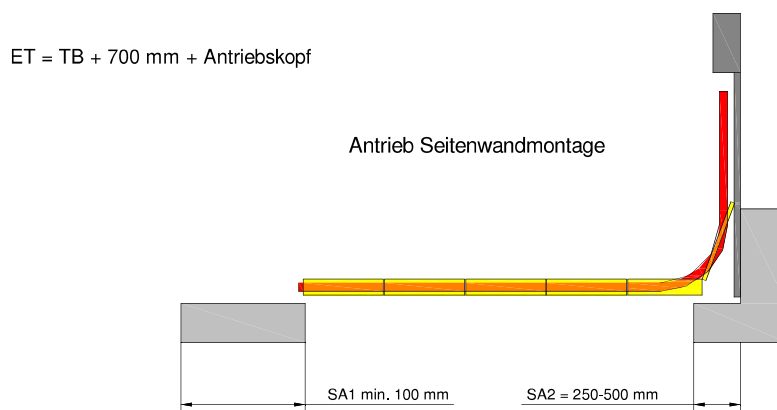 ET = TB + 700 mm + Antriebskopf
Antrieb Seitenwandmontage
SA1 min. 100 mm
SA2 = 250-500 mm